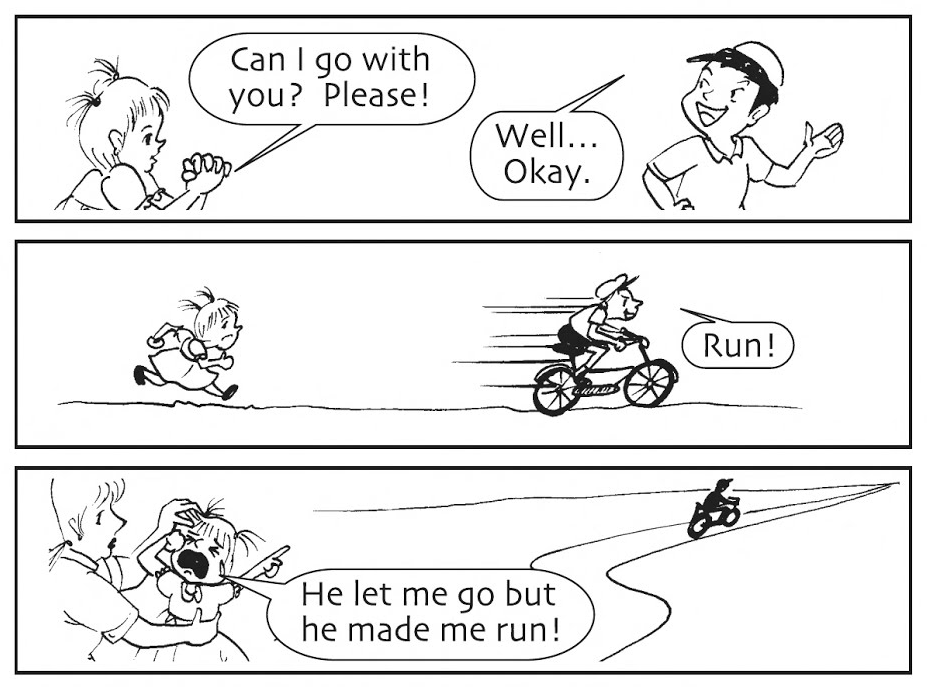 Can I go with
you? Please!
Well...
Okay.
Run!
He let me go but
he made me run!